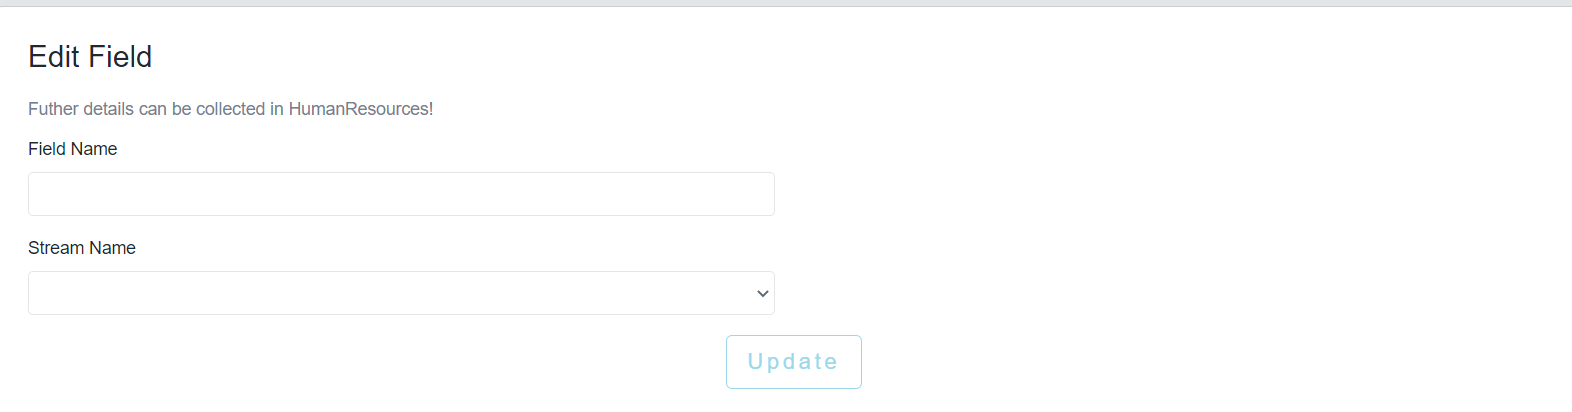 Edit Field
Futher details can be collected in HumanResources!
Field Name
Stream Name
Update